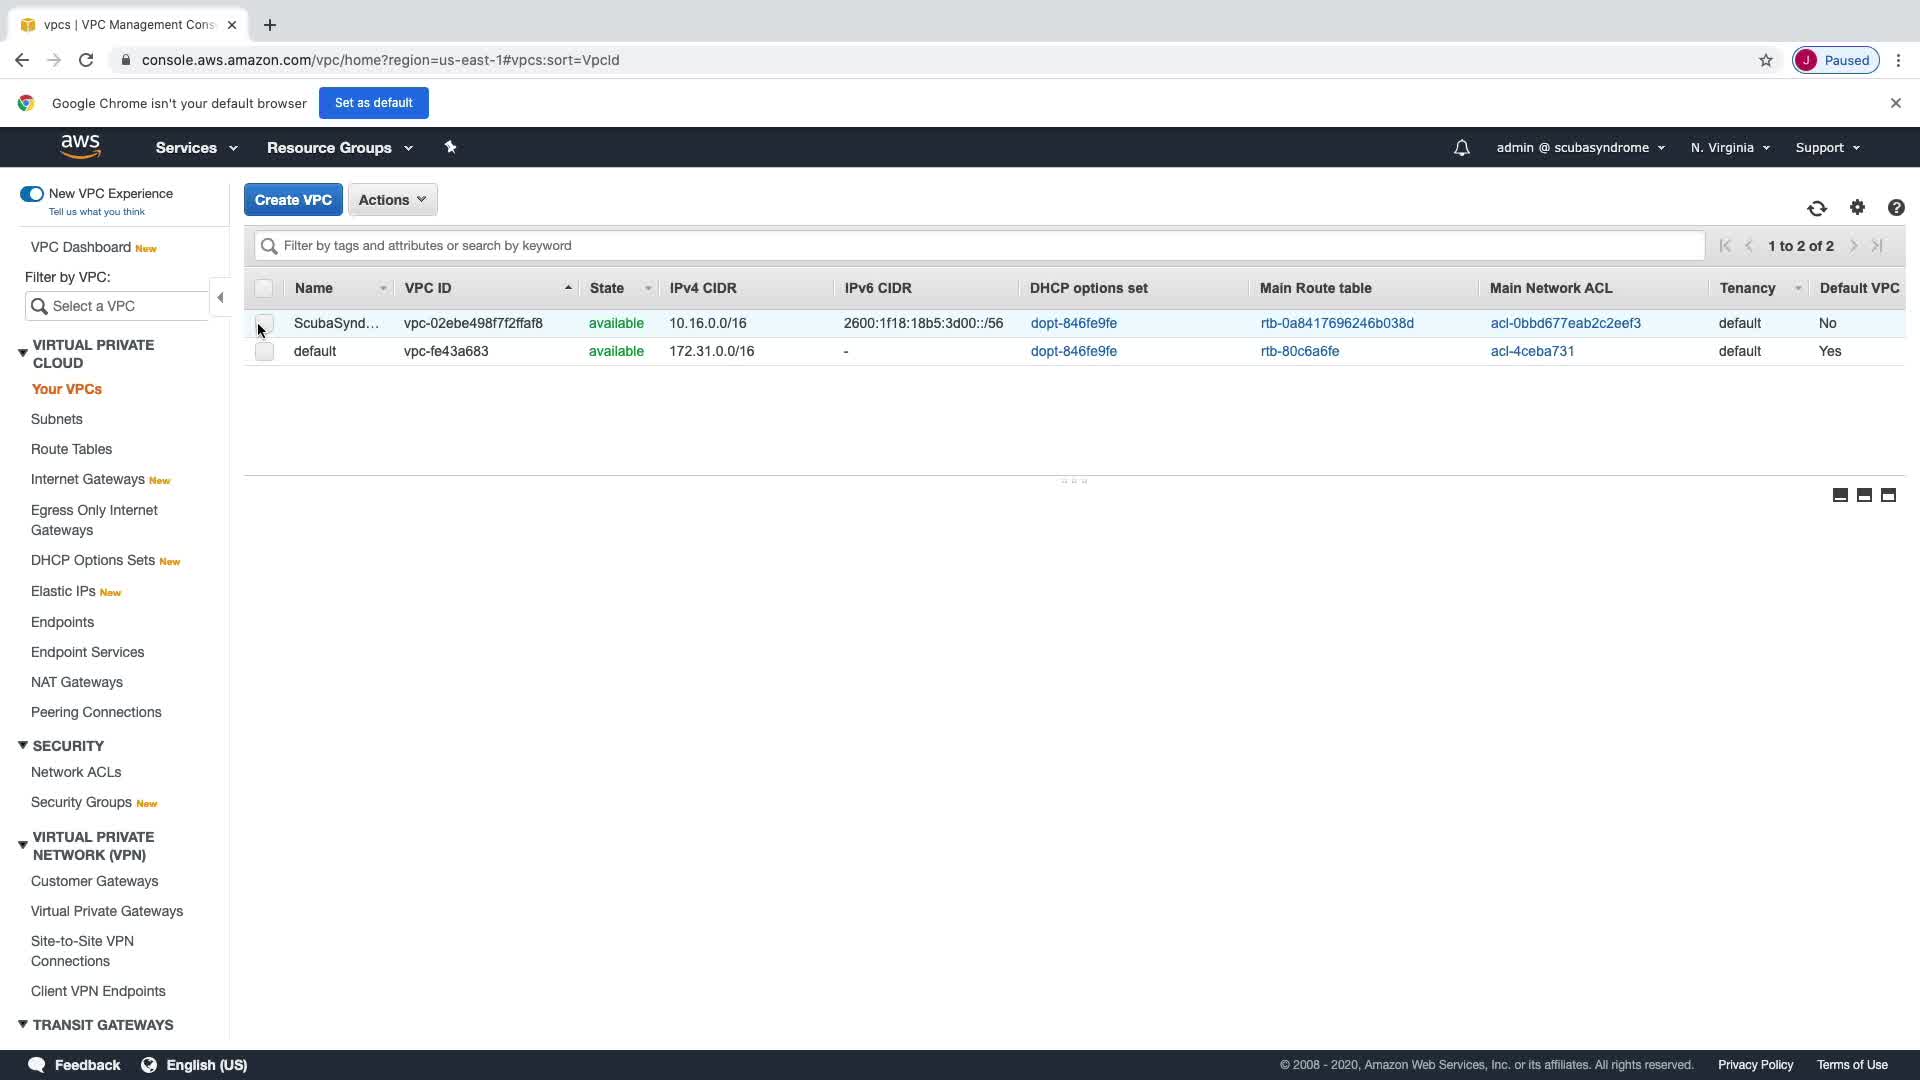 vpcs | VPC Management Cons
console.aws.amazon.com/vpc/home?region=us-east-1#vpcs:sort=VpcId
J Paused
Google Chrome isn't your default browser Set as default
aws Services Resource Groups admin @ scubasyndrome N. Virginia Support
New VPC Experience
Tell us what you think
VPC Dashboard New
Filter by VPC:
Select a VPC
VIRTUAL PRIVATE
CLOUD
Your VPCs
Subnets
Route Tables
Internet Gateways New
Egress Only Internet
Gateways
DHCP Options Sets New
Elastic IPs New
Endpoints
Endpoint Services
NAT Gateways
Peering Connections
SECURITY
Network ACLs
Security Groups New
VIRTUAL PRIVATE
NETWORK (VPN)
Customer Gateways
Virtual Private Gateways
Site-to-Site VPN
Connections
Client VPN Endpoints
TRANSIT GATEWAYS
Create VPC Actions
Filter by tags and attributes or search by keyword 1 to 2 of 2
Name VPC ID State IPv4 CIDR IPv6 CIDR DHCP options set Main Route table Main Network ACL Tenancy Default VPC
ScubaSynd... vpc-02ebe498f7f2ffaf8 available 10.16.0.0/16 2600:1f18:18b5:3d00::/56 dopt-846fe9fe rtb-0a8417696246b038d acl-0bbd677eab2c2eef3 default No
default vpc-fe43a683 available 172.31.0.0/16 - dopt-846fe9fe rtb-80c6a6fe acl-4ceba731 default Yes
Feedback English (US) © 2008 - 2020, Amazon Web Services, Inc. or its affiliates. All rights reserved. Privacy Policy Terms of Use